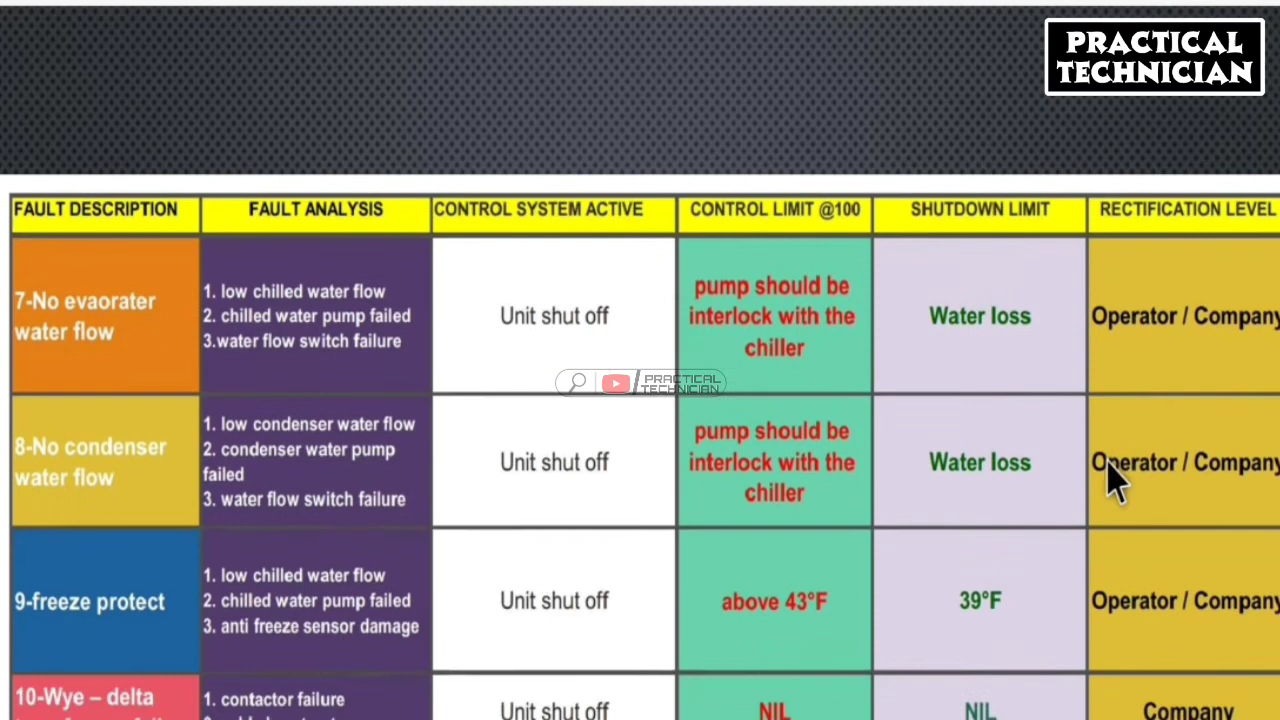 PRACTICAL
TECHNICIAN
FAULT DESCRIPTION
FAULT ANALYSIS
CONTROL SYSTEM ACTIVE
CONTROL LIMIT @100
SHUTDOWN LIMIT
RECTIFICATION LEVEL
7-No evaorater
water flow
1. low chilled water flow
2. chilled water pump failed
3.water flow switch failure
Unit shut off
pump should be
interlock with the
chiller
Water loss
Operator / Company
PRACTICAL
TECHNICIAN
8-No condenser
water flow
1. low condenser water flow
2. condenser water pump
failed
3. water flow switch failure
Unit shut off
pump should be
interlock with the
chiller
Water loss
Operator / Company
9-freeze protect
1. low chilled water flow
2. chilled water pump failed
3. anti freeze sensor damage
Unit shut off
above 43°F
39°F
Operator / Company
10-Wye – delta
1. contactor failure
Unit shut off
NIL
NIL
Company